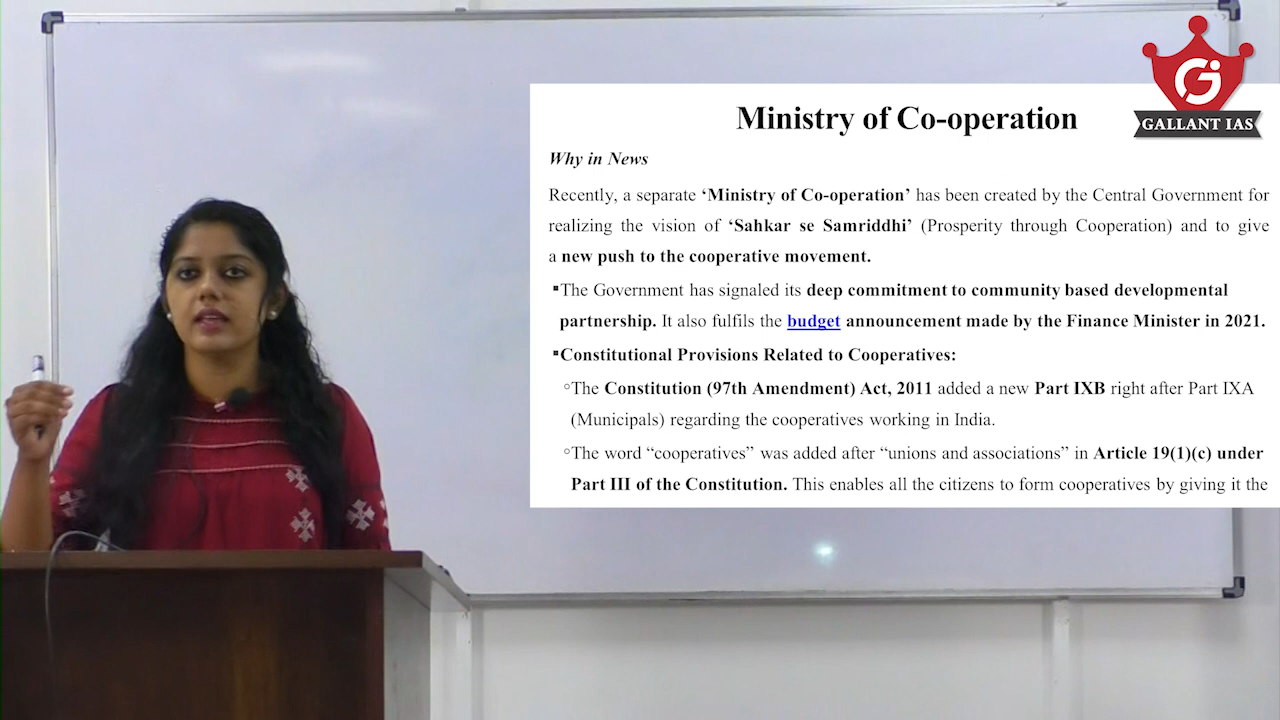 GALLANT IAS
Ministry of Co-operation
Why in News
Recently, a separate ‘Ministry of Co-operation’ has been created by the Central Government for
realizing the vision of ‘Sahkar se Samriddhi’ (Prosperity through Cooperation) and to give
a new push to the cooperative movement.
▪The Government has signaled its deep commitment to community based developmental
partnership. It also fulfils the budget announcement made by the Finance Minister in 2021.
▪Constitutional Provisions Related to Cooperatives:
◦The Constitution (97th Amendment) Act, 2011 added a new Part IXB right after Part IXA
(Municipals) regarding the cooperatives working in India.
◦The word “cooperatives” was added after “unions and associations” in Article 19(1)(c) under
Part III of the Constitution. This enables all the citizens to form cooperatives by giving it the